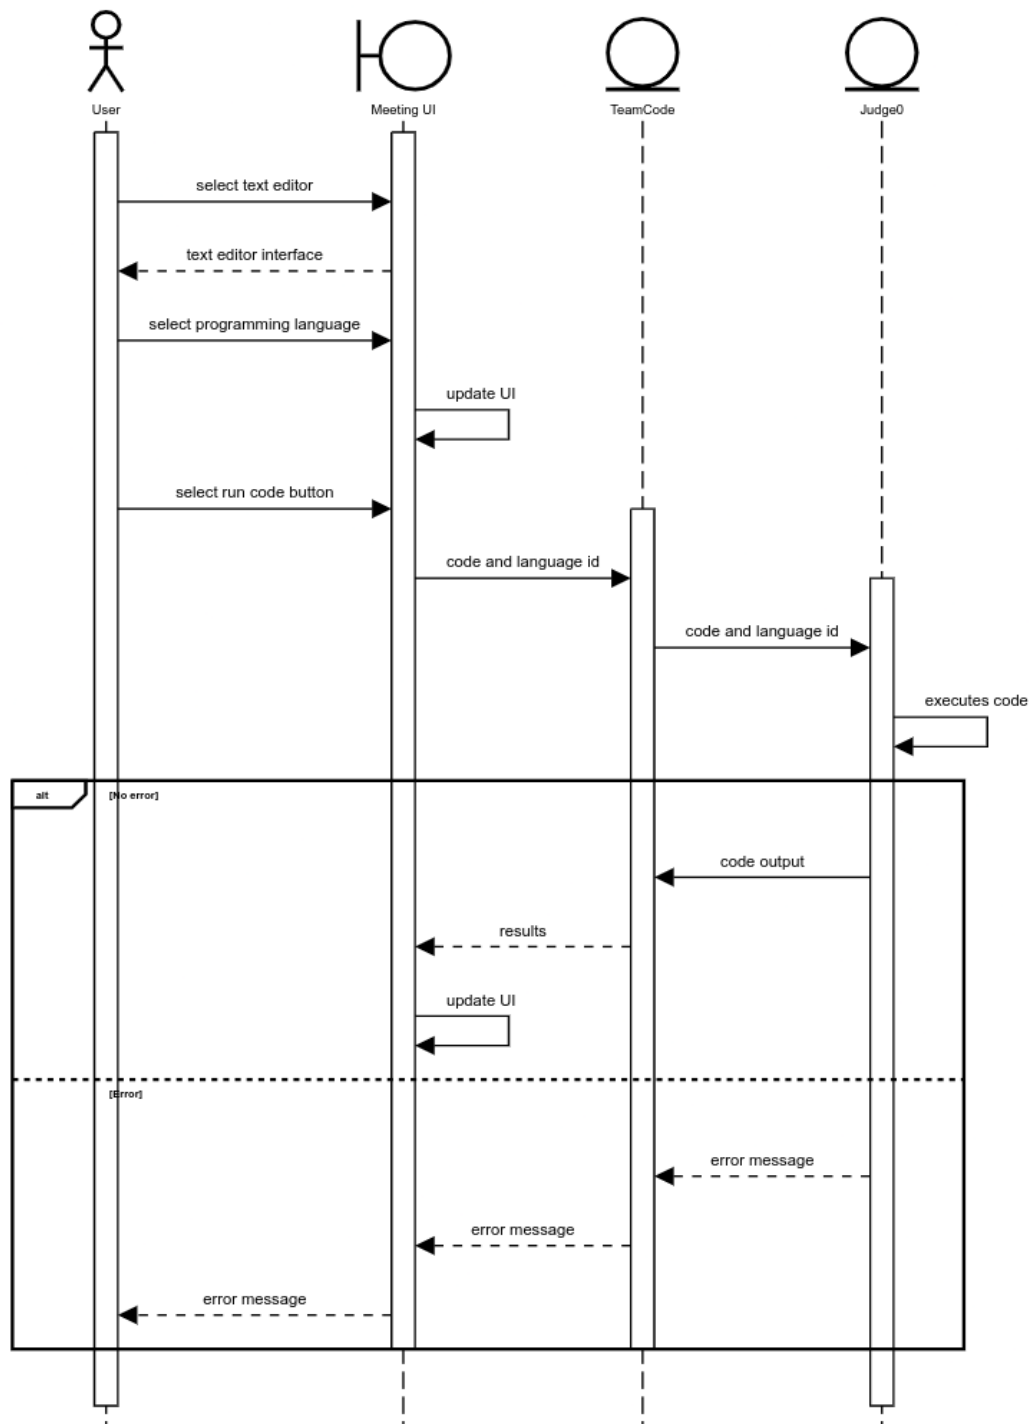 User
Meeting UI
TeamCode
Judge0
select text editor
text editor interface
select programming language
update UI
select run code button
code and language id
code and language id
executes code
alt
[No error]
code output
results
update UI
[Error]
error message
error message
error message